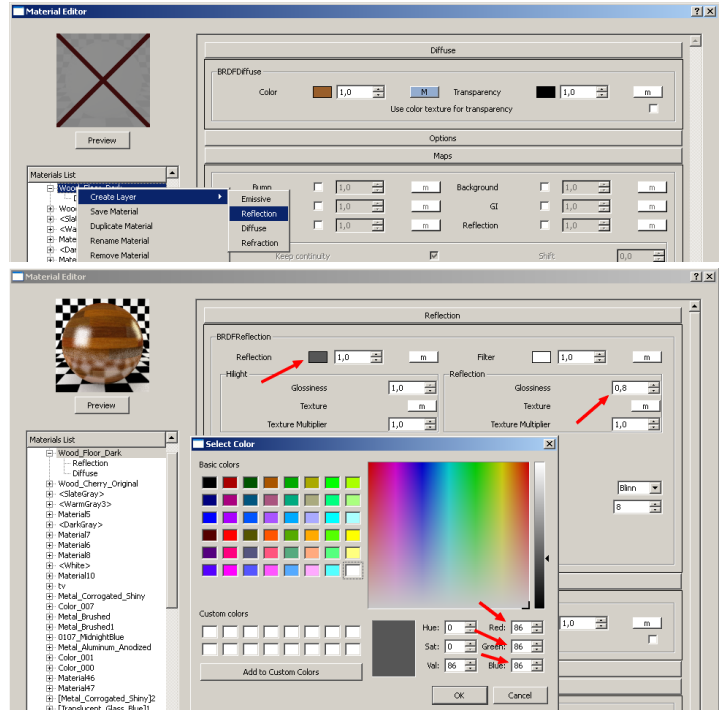 Material Editor
Diffuse
BRDFDiffuse
Color 1,0 M Transparency 1,0 m
Use color texture for transparency
Preview
Options
Maps
Materials List
Wood_Floor_Dark
Bump 1,0 m Background 1,0 m
1,0 m GI 1,0 m
1,0 m Reflection 1,0 m
Keep continuity Shift 0,0
Create Layer
Save Material
Duplicate Material
Rename Material
Remove Material
Emissive
Reflection
Diffuse
Refraction
Material Editor
Reflection
BRDFReflection
Reflection 1,0 m Filter 1,0 m
Hilight Reflection
Glossiness 1,0 Glossiness 0,8
Texture m Texture m
Texture Multiplier 1,0 Texture Multiplier 1,0
Preview
Blinn
8
1,0 m
Materials List
Wood_Floor_Dark
Reflection
Diffuse
Wood_Cherry_Original
<SlateGray>
<WarmGray3>
Material5
<DarkGray>
Material7
Material6
Material8
<White>
Material10
tv
Metal_Corrogated_Shiny
Color_007
Metal_Brushed
Metal_Brushed1
0107_MidnightBlue
Metal_Aluminum_Anodized
Color_001
Color_000
Material46
Material47
[Metal_Corrogated_Shiny]2
[Translucent_Glass_Blue]1
Select Color
Basic colors
Custom colors
Add to Custom Colors
Hue: 0 Red: 86
Sat: 0 Green: 86
Val: 86 Blue: 86
OK Cancel